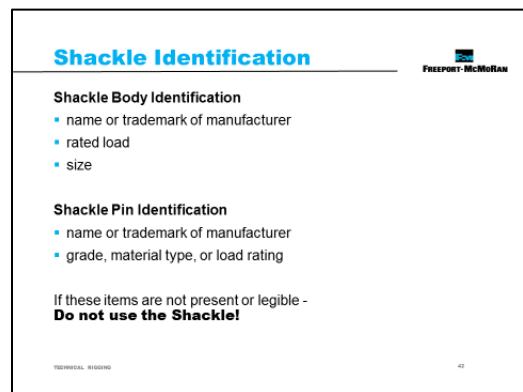 Shackle Identification
FCX
FREEPORT-MCMORAN
Shackle Body Identification
name or trademark of manufacturer
rated load
size
Shackle Pin Identification
name or trademark of manufacturer
grade, material type, or load rating
If these items are not present or legible -
Do not use the Shackle!
TECHNICAL RIGGING
42